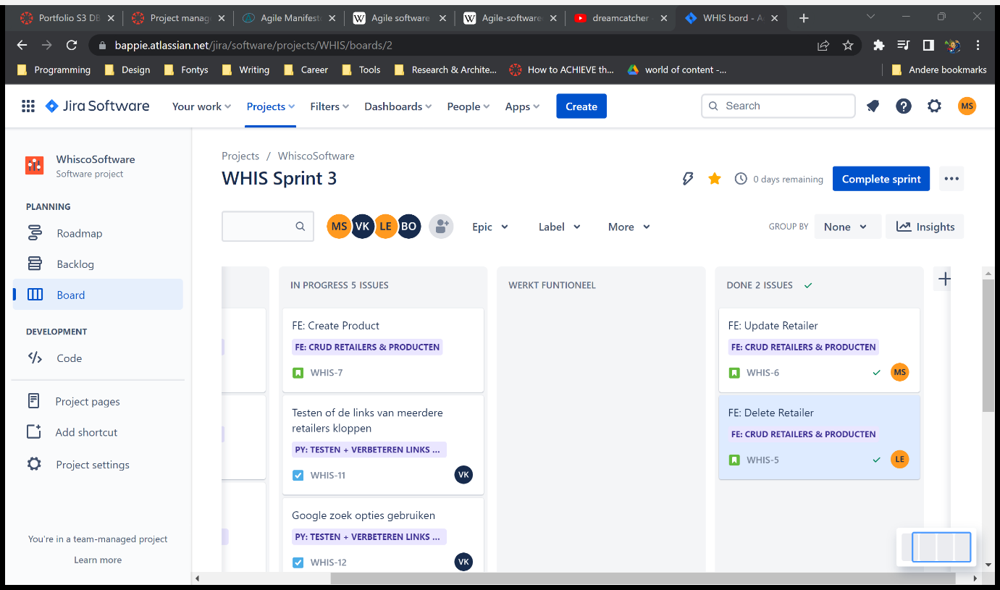 Portfolio S3 DB
Project manag
Agile Manifesto
Agile software
Agile-software
dreamcatcher -
WHIS bord - A
bappie.atlassian.net/jira/software/projects/WHIS/boards/2
Programming
Design
Fontys
Writing
Career
Tools
Research & Archite...
How to ACHIEVE th...
world of content -...
Andere bookmarks
Jira Software
Your work
Projects
Filters
Dashboards
People
Apps
Create
Search
MS
WhiscoSoftware
Software project
PLANNING
Roadmap
Backlog
Board
DEVELOPMENT
Code
Project pages
Add shortcut
Project settings
You're in a team-managed project
Learn more
Projects / WhiscoSoftware
WHIS Sprint 3
0 days remaining
Complete sprint
MS VK LE BO
Epic
Label
More
GROUP BY
None
Insights
IN PROGRESS 5 ISSUES
FE: Create Product
FE: CRUD RETAILERS & PRODUCTEN
WHIS-7
Testen of de links van meerdere
retailers kloppen
PY: TESTEN + VERBETEREN LINKS ...
WHIS-11
VK
Google zoek opties gebruiken
PY: TESTEN + VERBETEREN LINKS ...
WHIS-12
VK
WERKT FUNTIONEEL
DONE 2 ISSUES
FE: Update Retailer
FE: CRUD RETAILERS & PRODUCTEN
WHIS-6
MS
FE: Delete Retailer
FE: CRUD RETAILERS & PRODUCTEN
WHIS-5
LE